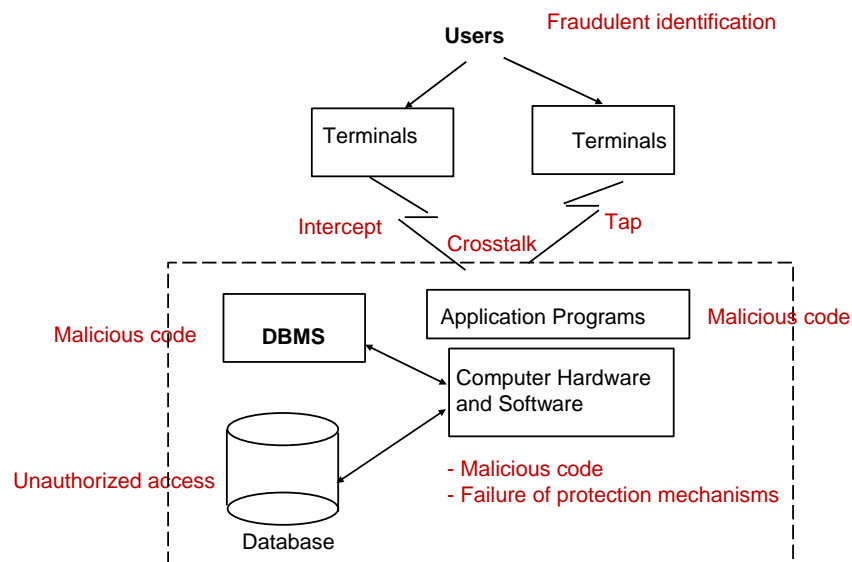 Fraudulent identification
Users
Terminals
Terminals
Intercept
Tap
Crosstalk
Malicious code
DBMS
Application Programs
Malicious code
Computer Hardware
and Software
Unauthorized access
- Malicious code
- Failure of protection mechanisms
Database